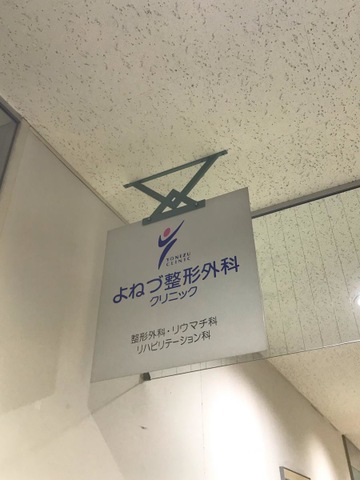 YONEZU
CLINIC
よねづ整形外科
クリニック
整形外科・リウマチ科
リハビリテーション科